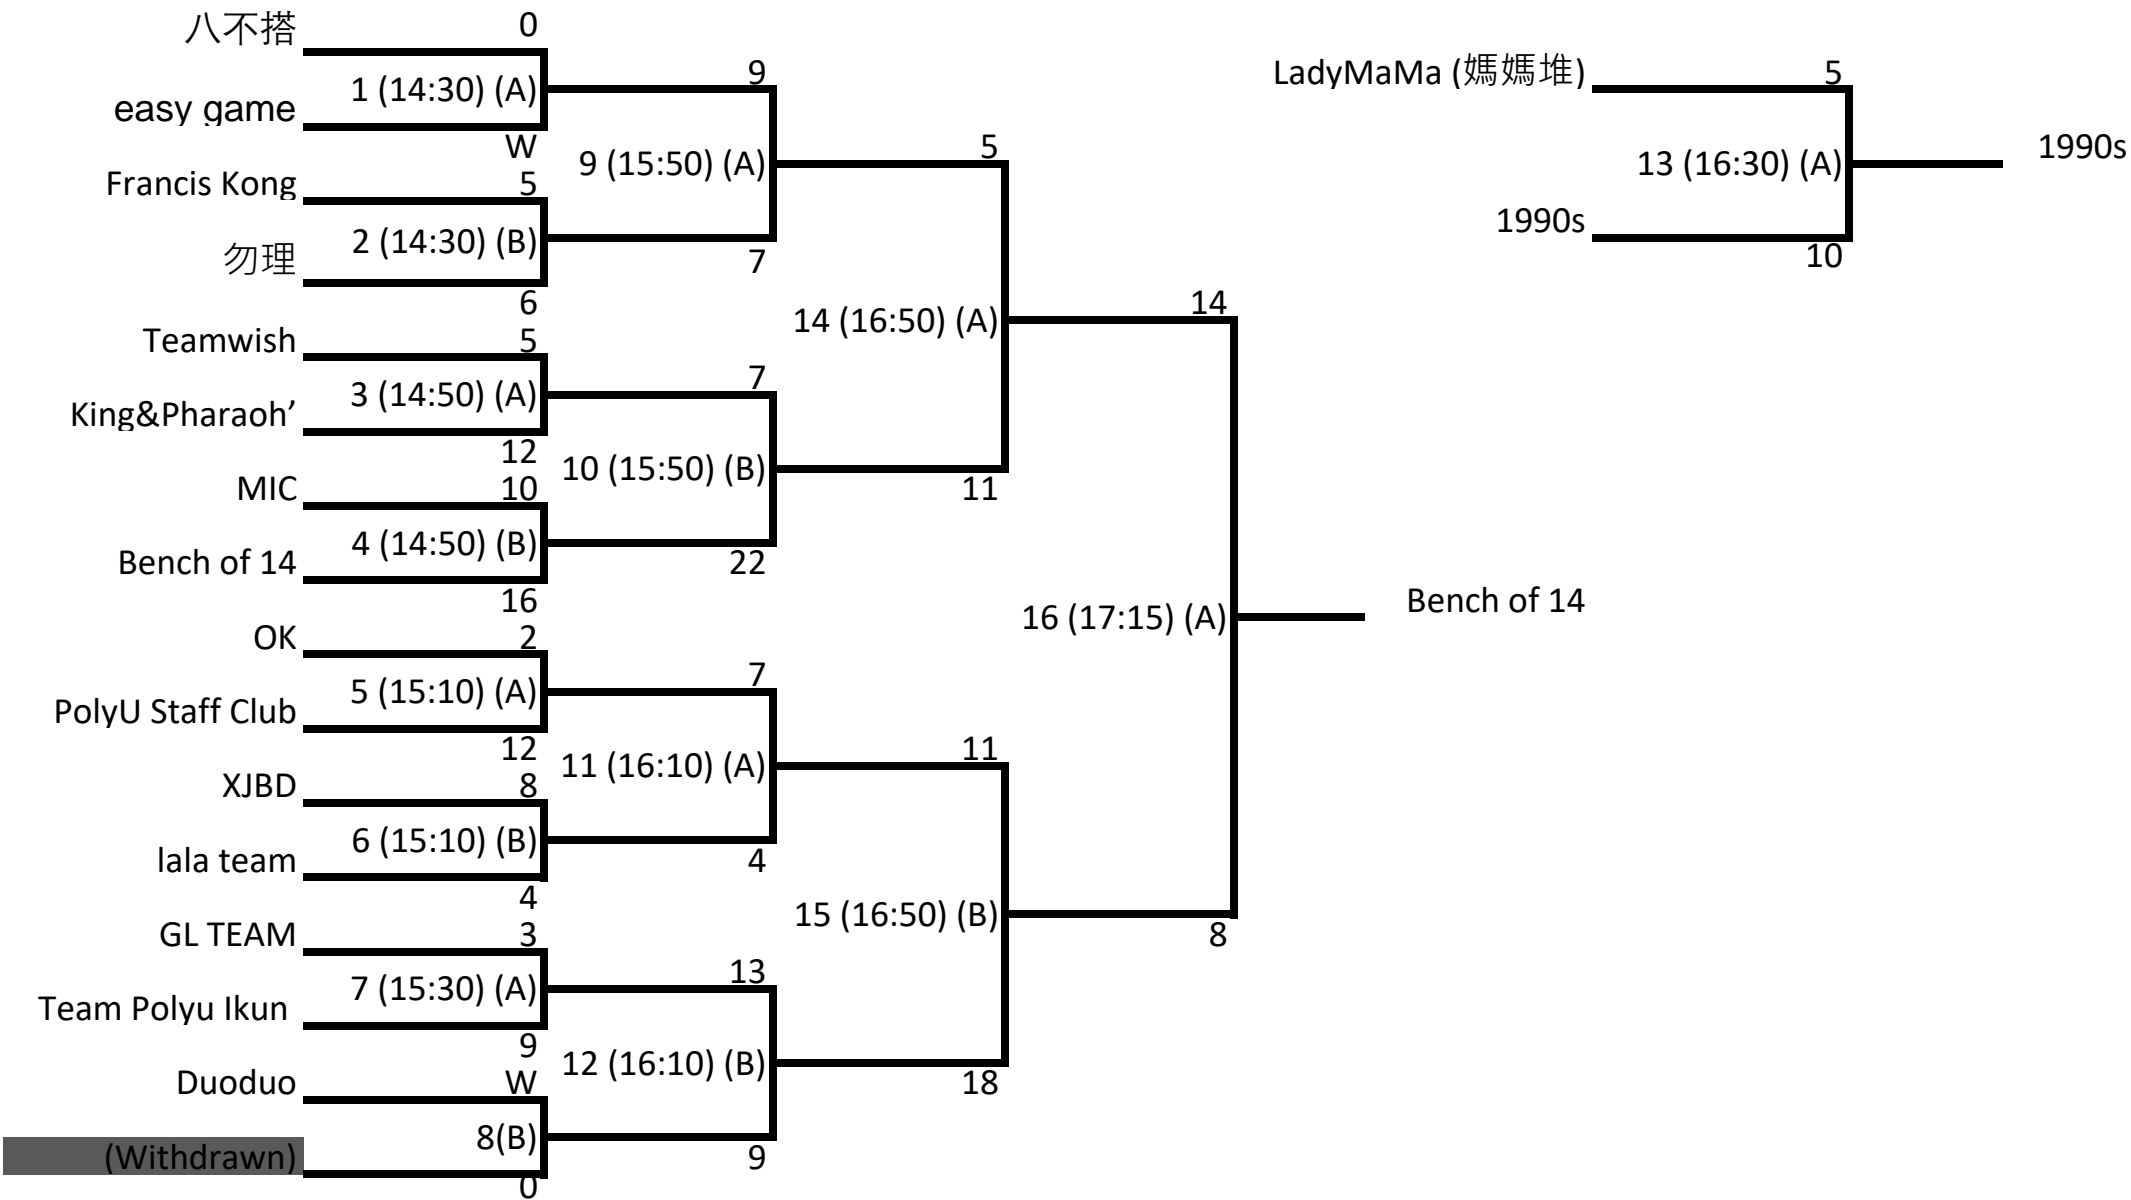 八不搭
0
1 (14:30) (A)
easy game
W
9
Francis Kong
5
9 (15:50) (A)
5
2 (14:30) (B)
勿理
6
7
Teamwish
5
14 (16:50) (A)
14
3 (14:50) (A)
7
King&Pharaoh’
12
MIC
10
10 (15:50) (B)
11
4 (14:50) (B)
Bench of 14
16
22
OK
2
16 (17:15) (A)
Bench of 14
5 (15:10) (A)
7
PolyU Staff Club
12
XJBD
8
11 (16:10) (A)
11
6 (15:10) (B)
lala team
4
4
GL TEAM
3
15 (16:50) (B)
8
7 (15:30) (A)
13
Team Polyu Ikun
9
Duoduo
W
12 (16:10) (B)
18
8(B)
(Withdrawn)
0
9
LadyMaMa (媽媽堆)
5
13 (16:30) (A)
1990s
1990s
10